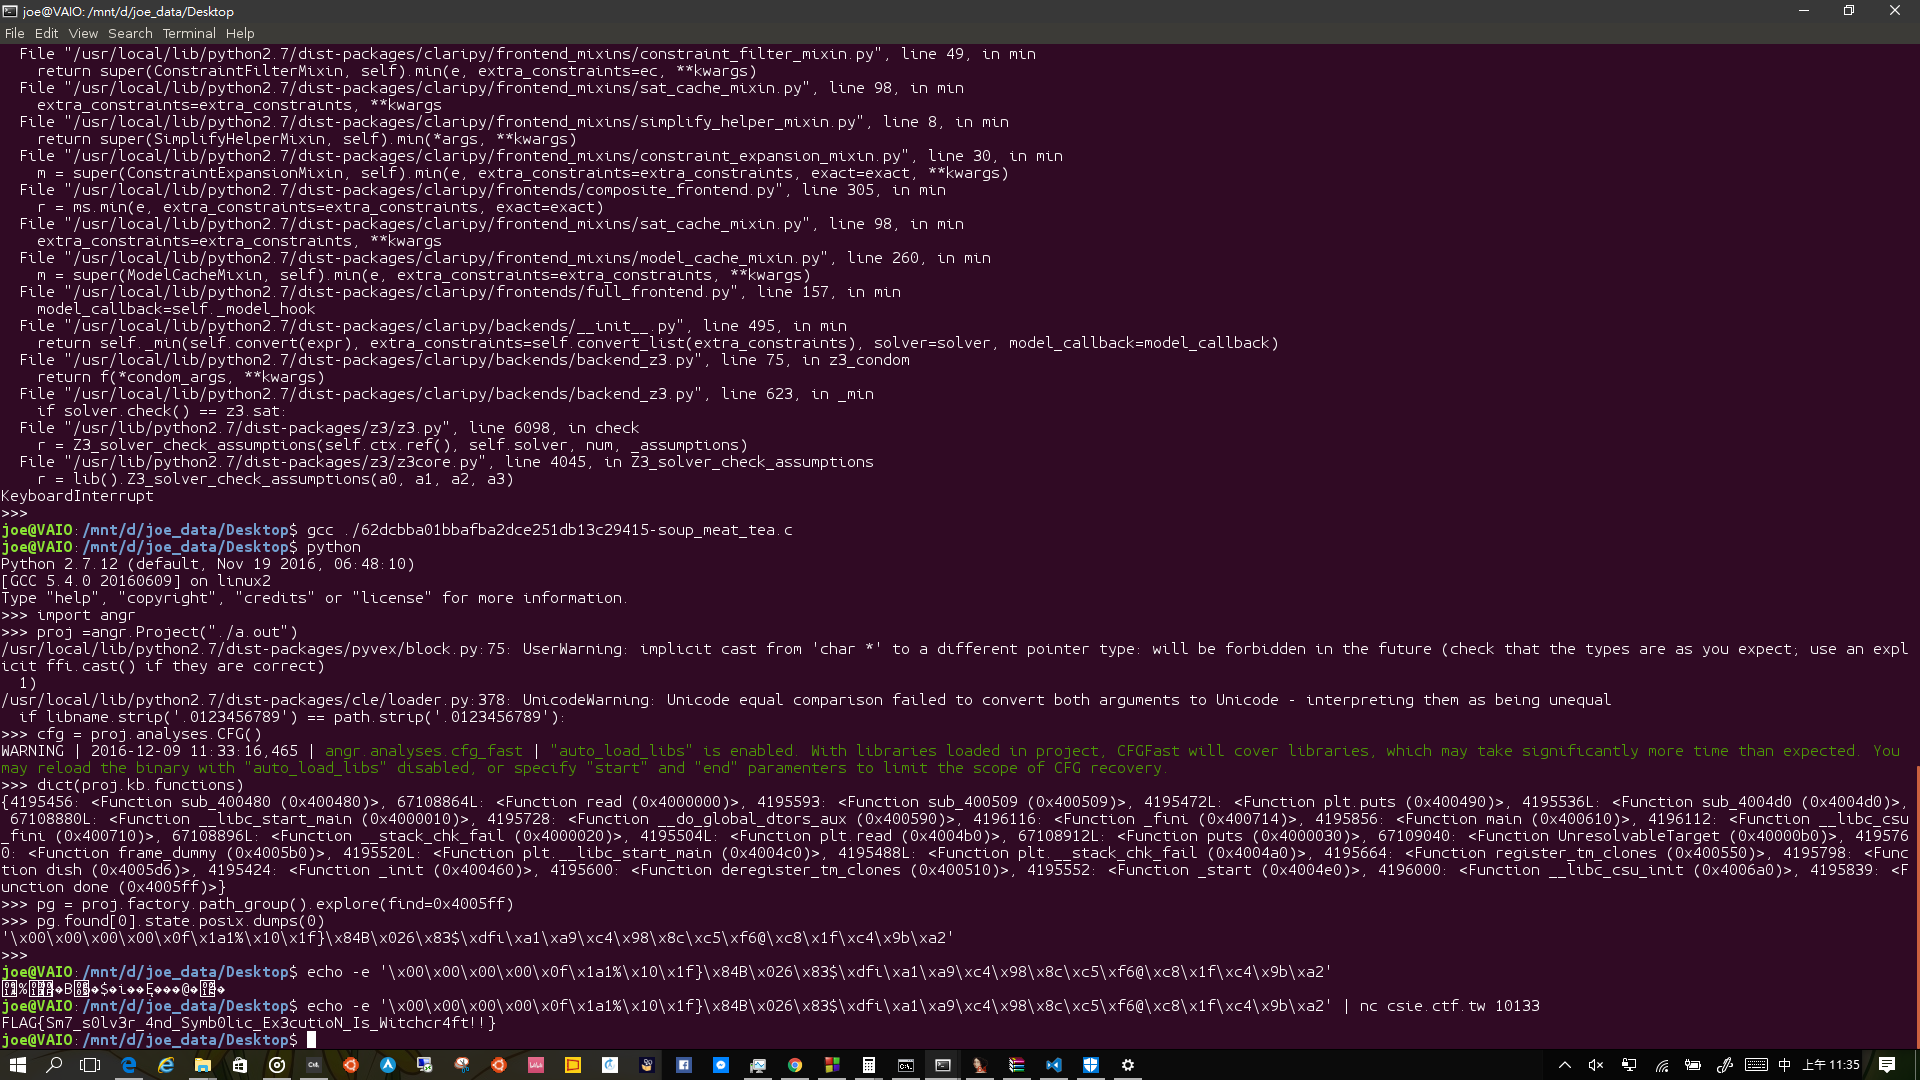 joe@VAIO: /mnt/d/joe_data/Desktop
File Edit View Search Terminal Help
  File "/usr/local/lib/python2.7/dist-packages/claripy/frontend_mixins/constraint_filter_mixin.py", line 49, in min
    return super(ConstraintFilterMixin, self).min(e, extra_constraints=ec, **kwargs)
  File "/usr/local/lib/python2.7/dist-packages/claripy/frontend_mixins/sat_cache_mixin.py", line 98, in min
    extra_constraints=extra_constraints, **kwargs
  File "/usr/local/lib/python2.7/dist-packages/claripy/frontend_mixins/simplify_helper_mixin.py", line 8, in min
    return super(SimplifyHelperMixin, self).min(*args, **kwargs)
  File "/usr/local/lib/python2.7/dist-packages/claripy/frontend_mixins/constraint_expansion_mixin.py", line 30, in min
    m = super(ConstraintExpansionMixin, self).min(e, extra_constraints=extra_constraints, exact=exact, **kwargs)
  File "/usr/local/lib/python2.7/dist-packages/claripy/frontends/composite_frontend.py", line 305, in min
    r = ms.min(e, extra_constraints=extra_constraints, exact=exact)
  File "/usr/local/lib/python2.7/dist-packages/claripy/frontend_mixins/sat_cache_mixin.py", line 98, in min
    extra_constraints=extra_constraints, **kwargs
  File "/usr/local/lib/python2.7/dist-packages/claripy/frontend_mixins/model_cache_mixin.py", line 260, in min
    m = super(ModelCacheMixin, self).min(e, extra_constraints=extra_constraints, **kwargs)
  File "/usr/local/lib/python2.7/dist-packages/claripy/frontends/full_frontend.py", line 157, in min
    model_callback=self._model_hook
  File "/usr/local/lib/python2.7/dist-packages/claripy/backends/__init__.py", line 495, in min
    return self._min(self.convert(expr), extra_constraints=self.convert_list(extra_constraints), solver=solver, model_callback=model_callback)
  File "/usr/local/lib/python2.7/dist-packages/claripy/backends/backend_z3.py", line 75, in z3_condom
    return f(*condom_args, **kwargs)
  File "/usr/local/lib/python2.7/dist-packages/claripy/backends/backend_z3.py", line 623, in _min
    if solver.check() == z3.sat:
  File "/usr/lib/python2.7/dist-packages/z3/z3.py", line 6098, in check
    r = Z3_solver_check_assumptions(self.ctx.ref(), self.solver, num, _assumptions)
  File "/usr/lib/python2.7/dist-packages/z3/z3core.py", line 4045, in Z3_solver_check_assumptions
    r = lib().Z3_solver_check_assumptions(a0, a1, a2, a3)
KeyboardInterrupt
>>>
joe@VAIO:/mnt/d/joe_data/Desktop$ gcc ./62dcbba01bbafba2dce251db13c29415-soup_meat_tea.c
joe@VAIO:/mnt/d/joe_data/Desktop$ python
Python 2.7.12 (default, Nov 19 2016, 06:48:10)
[GCC 5.4.0 20160609] on linux2
Type "help", "copyright", "credits" or "license" for more information.
>>> import angr
>>> proj =angr.Project("./a.out")
/usr/local/lib/python2.7/dist-packages/pyvex/block.py:75: UserWarning: implicit cast from 'char *' to a different pointer type: will be forbidden in the future (check that the types are as you expect; use an expl
icit ffi.cast() if they are correct)
  1)
/usr/local/lib/python2.7/dist-packages/cle/loader.py:378: UnicodeWarning: Unicode equal comparison failed to convert both arguments to Unicode - interpreting them as being unequal
  if libname.strip('.0123456789') == path.strip('.0123456789'):
>>> cfg = proj.analyses.CFG()
WARNING | 2016-12-09 11:33:16,465 | angr.analyses.cfg_fast | "auto_load_libs" is enabled. With libraries loaded in project, CFGFast will cover libraries, which may take significantly more time than expected. You
may reload the binary with "auto_load_libs" disabled, or specify "start" and "end" paramenters to limit the scope of CFG recovery.
>>> dict(proj.kb.functions)
{4195456: <Function sub_400480 (0x400480)>, 67108864L: <Function read (0x4000000)>, 4195593: <Function sub_400509 (0x400509)>, 4195472L: <Function plt.puts (0x400490)>, 4195536L: <Function sub_4004d0 (0x4004d0)>,
 67108880L: <Function __libc_start_main (0x4000010)>, 4195728: <Function __do_global_dtors_aux (0x400590)>, 4196116: <Function _fini (0x400714)>, 4195856: <Function main (0x400610)>, 4196112: <Function __libc_csu
_fini (0x400710)>, 67108896L: <Function __stack_chk_fail (0x4000020)>, 4195504L: <Function plt.read (0x4004b0)>, 67108912L: <Function puts (0x4000030)>, 67109040: <Function UnresolvableTarget (0x40000b0)>, 419576
0: <Function frame_dummy (0x4005b0)>, 4195520L: <Function plt.__libc_start_main (0x4004c0)>, 4195488L: <Function plt.__stack_chk_fail (0x4004a0)>, 4195664: <Function register_tm_clones (0x400550)>, 4195798: <Func
tion dish (0x4005d6)>, 4195424: <Function _init (0x400460)>, 4195600: <Function deregister_tm_clones (0x400510)>, 4195552: <Function _start (0x4004e0)>, 4196000: <Function __libc_csu_init (0x4006a0)>, 4195839: <F
unction done (0x4005ff)>}
>>> pg = proj.factory.path_group().explore(find=0x4005ff)
>>> pg.found[0].state.posix.dumps(0)
'\x00\x00\x00\x00\x0f\x1a1%\x10\x1f}\x84B\x026\x83$\xdfi\xa1\xa9\xc4\x98\x8c\xc5\xf6@\xc8\x1f\xc4\x9b\xa2'
>>>
joe@VAIO:/mnt/d/joe_data/Desktop$ echo -e '\x00\x00\x00\x00\x0f\x1a1%\x10\x1f}\x84B\x026\x83$\xdfi\xa1\xa9\xc4\x98\x8c\xc5\xf6@\xc8\x1f\xc4\x9b\xa2'
joe@VAIO:/mnt/d/joe_data/Desktop$ echo -e '\x00\x00\x00\x00\x0f\x1a1%\x10\x1f}\x84B\x026\x83$\xdfi\xa1\xa9\xc4\x98\x8c\xc5\xf6@\xc8\x1f\xc4\x9b\xa2' | nc csie.ctf.tw 10133
FLAG{Sm7_s0lv3r_4nd_Symb0lic_Ex3cutioN_Is_Witchcr4ft!!}
joe@VAIO:/mnt/d/joe_data/Desktop$
中 上午 11:35